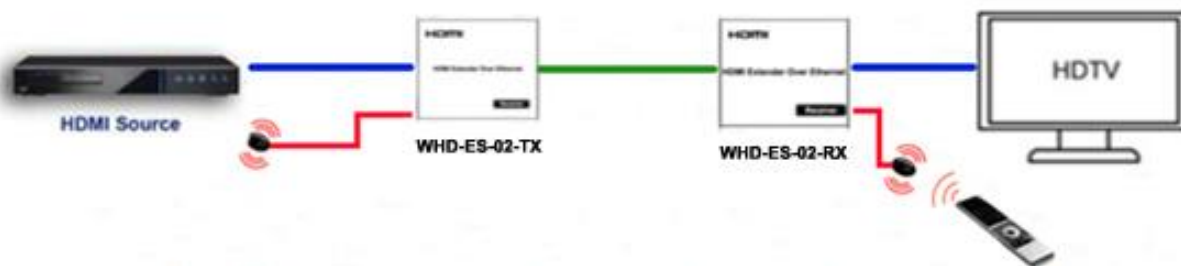 HDMI
HDMI Extender Over Ethernet
HDMI Source
WHD-ES-02-TX
HDMI
HDMI Extender Over Ethernet
Receiver
WHD-ES-02-RX
HDTV